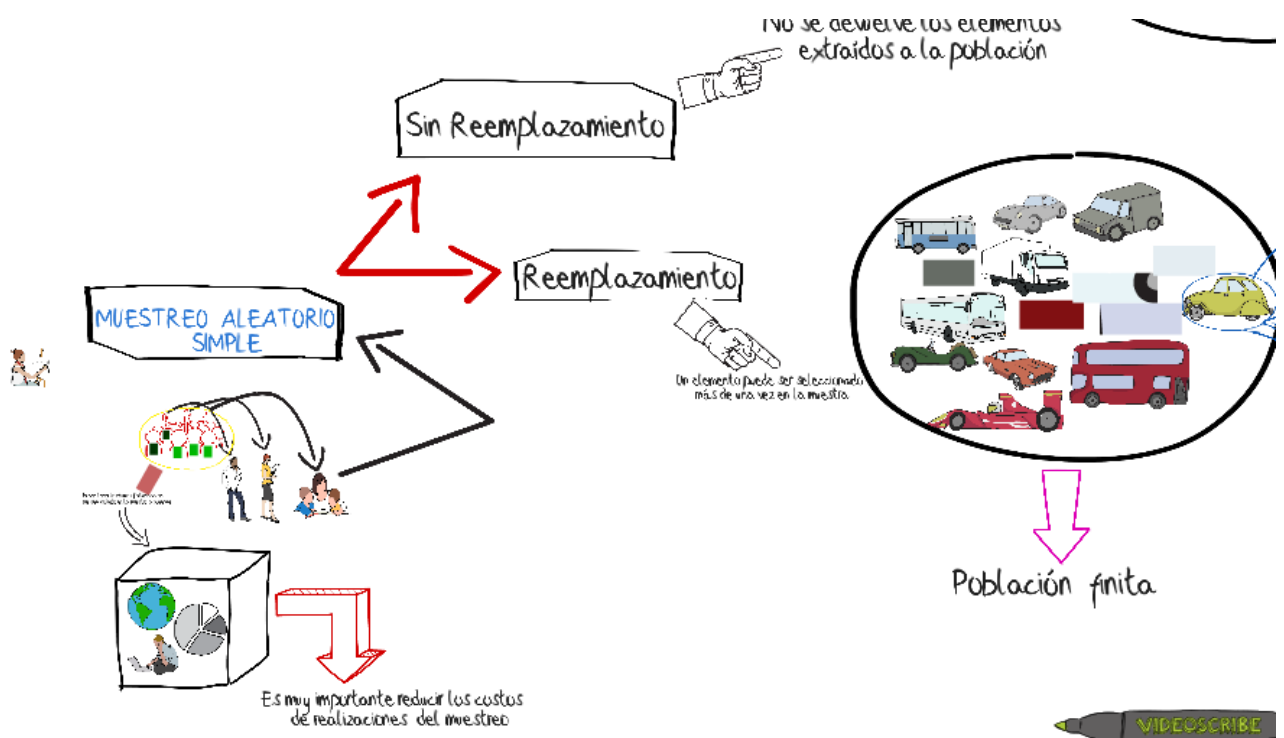 No se devuelve los elementos
extraídos a la población
Sin Reemplazamiento
Reemplazamiento
MUESTREO ALEATORIO
SIMPLE
Un elemento puede ser seleccionado
más de una vez en la muestra
Población finita
Es muy importante reducir los costos
de realizaciones del muestreo
VIDEOSCRIBE